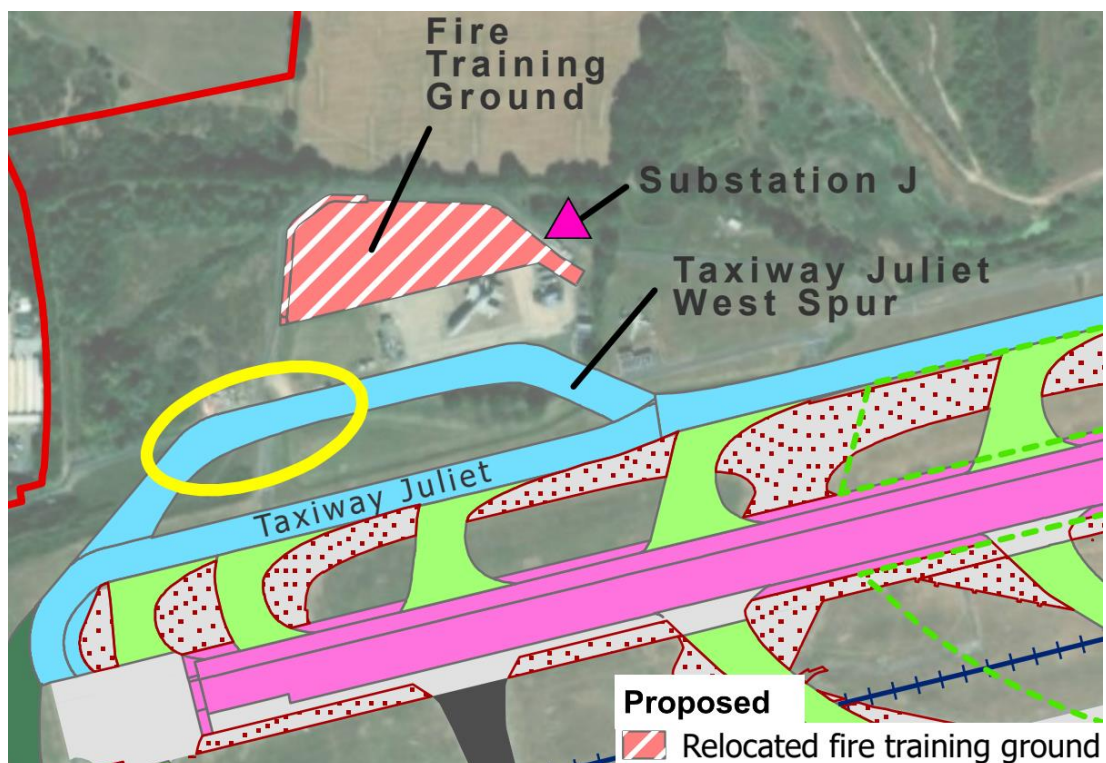 Fire
Training
Ground
Substation J
Taxiway Juliet
West Spur
Taxiway Juliet
Proposed
Relocated fire training ground